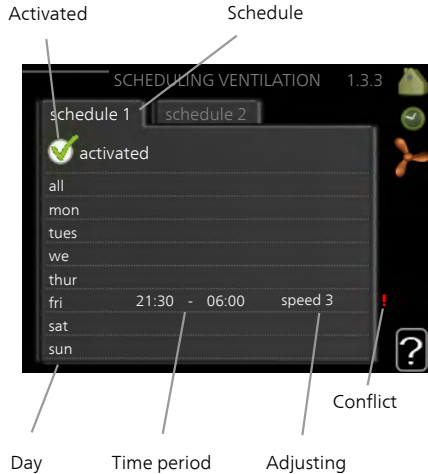 Activated Schedule
SCHEDULING VENTILATION 1.3.3
schedule 1 schedule 2
activated
all
mon
tues
we
thur
fri 21:30 - 06:00 speed 3 !
sat
sun
?
Conflict
Day Time period Adjusting